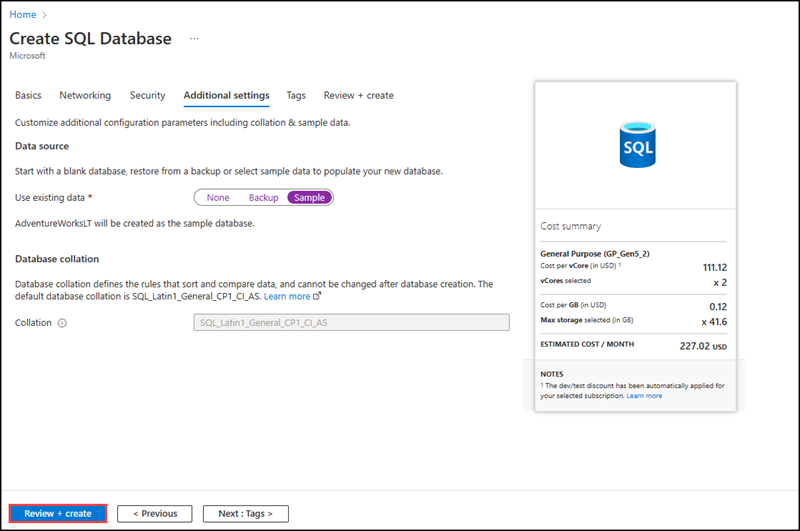 Home >
Create SQL Database ...
Microsoft
Basics Networking Security Additional settings Tags Review + create
Customize additional configuration parameters including collation & sample data.
Data source
Start with a blank database, restore from a backup or select sample data to populate your new database.
Use existing data * None Backup Sample
AdventureWorksLT will be created as the sample database.
Database collation
Database collation defines the rules that sort and compare data, and cannot be changed after database creation. The
default database collation is SQL_Latin1_General_CP1_CI_AS. Learn more
Collation SQL_Latin1_General_CP1_CI_AS
SQL
Cost summary
General Purpose (GP_Gen5_2)
Cost per vCore (in USD) ¹ 111.12
vCores selected x 2
Cost per GB (in USD) 0.12
Max storage selected (in GB) x 41.6
ESTIMATED COST / MONTH 227.02 USD
NOTES
¹ The dev/test discount has been automatically applied for
your selected subscription. Learn more
Review + create < Previous Next : Tags >